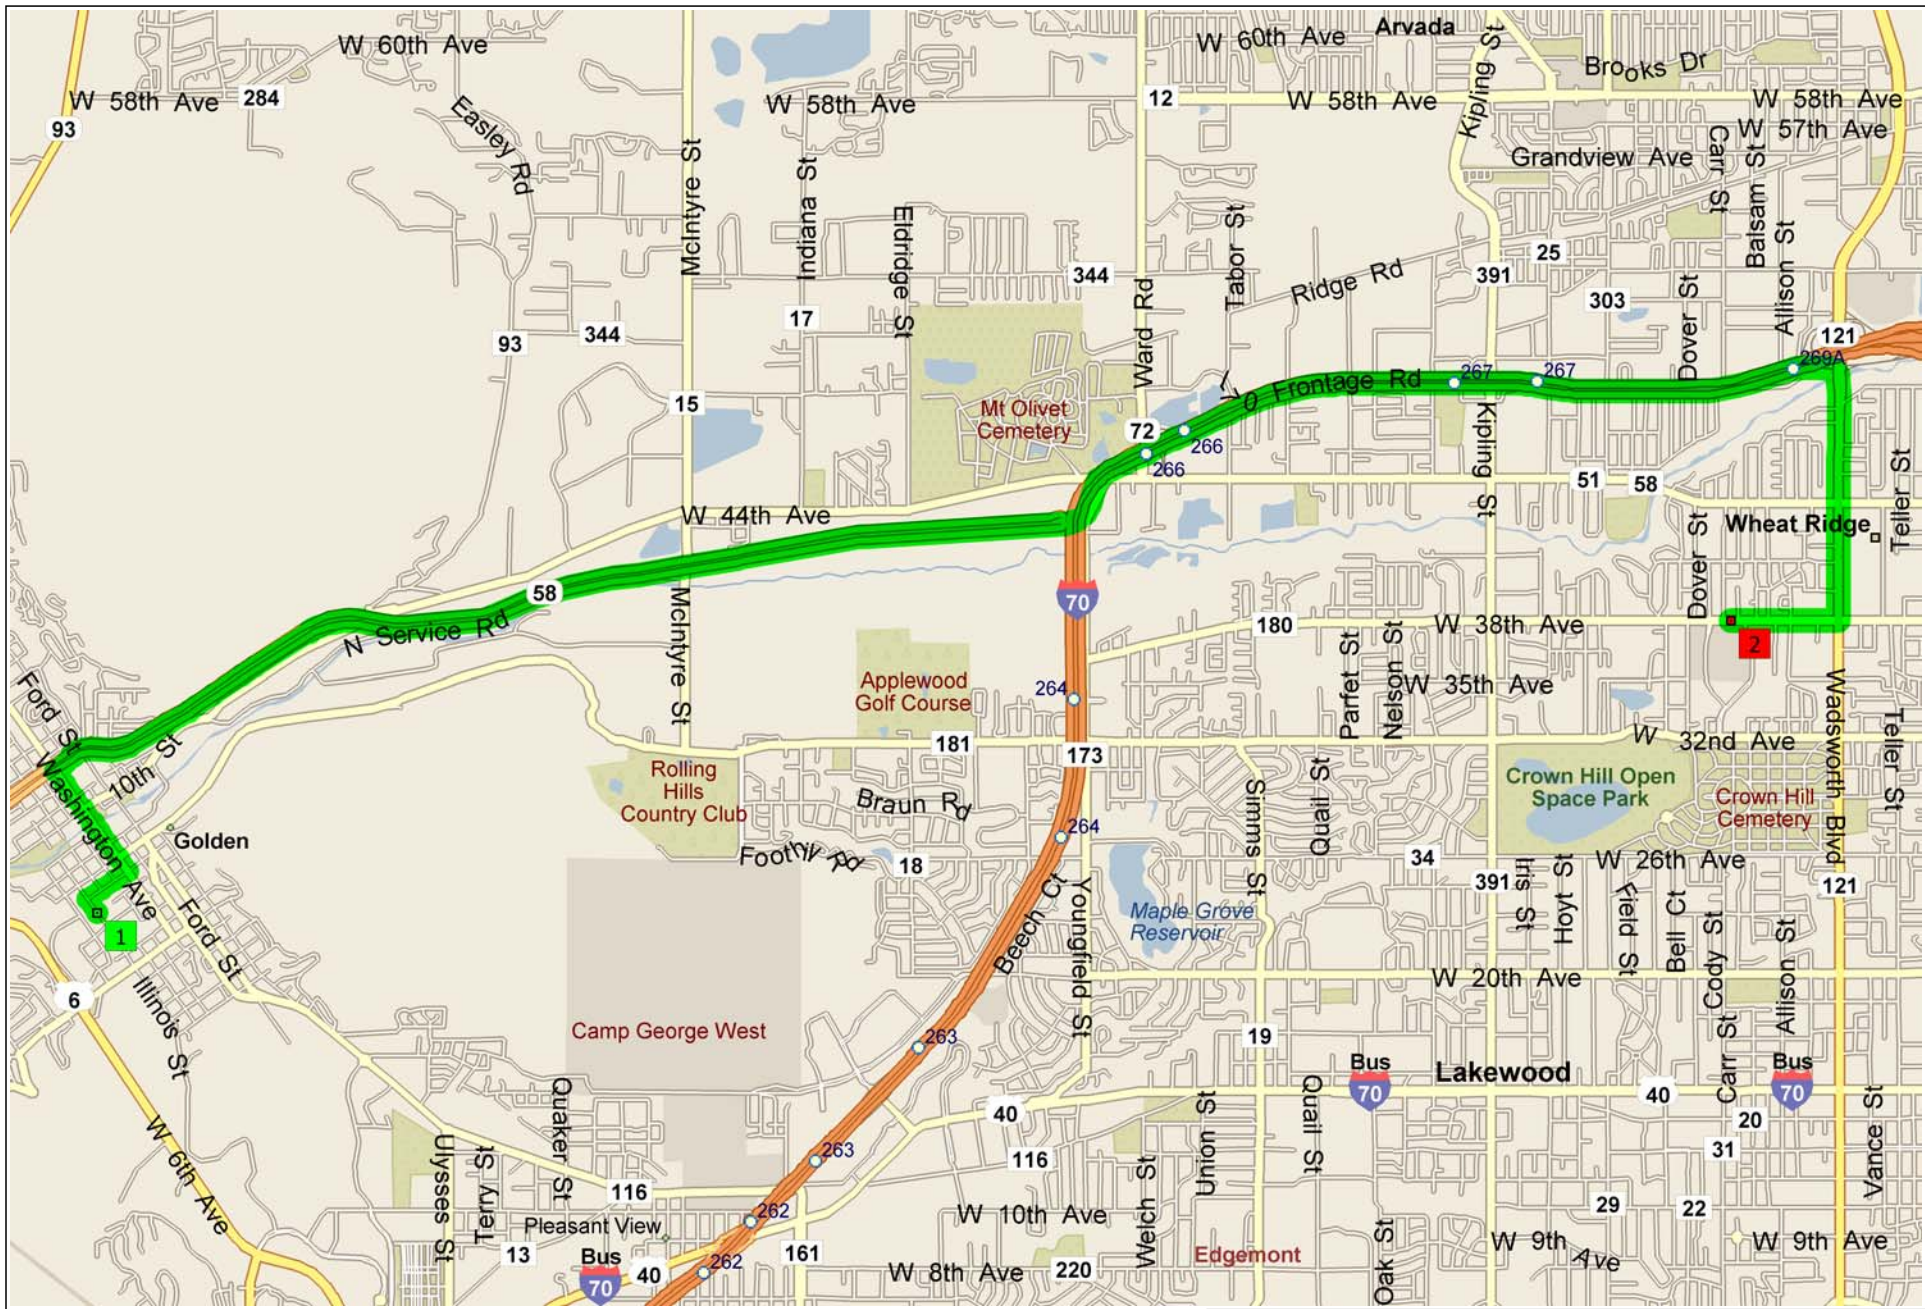 W 60th Ave
W 60th Ave
Arvada
Kipling St
Brooks Dr
W 58th Ave
284
W 58th Ave
12
W 58th Ave
W 58th Ave
93
Easley Rd
W 57th Ave
McIntyre St
Indiana St
Grandview Ave
Carr St
Balsam St
Eldridge St
Tabor St
Allison St
25
344
Ridge Rd
391
303
Dover St
17
Ward Rd
344
93
121
269A
I-70 Frontage Rd
267
267
15
Mt Olivet
Cemetery
72
266
266
Kipling St
51
58
Teller St
W 44th Ave
Wheat Ridge
Dover St
58
70
McIntyre St
N Service Rd
180
W 38th Ave
2
Parfet St
Nelson St
Applewood
Golf Course
264
W 35th Ave
Ford St
Wadsworth Blvd
Teller St
181
173
W 32nd Ave
10th St
Washington Ave
Rolling
Hills
Country Club
Braun Rd
Simms St
Quail St
Crown Hill Open
Space Park
Crown Hill
Cemetery
Golden
264
Foothill Rd
18
34
W 26th Ave
391
Iris St
Hoyt St
121
Beech Ct
Youngfield St
Maple Grove
Reservoir
Field St
Bell Ct
Cody St
Allison St
1
Ford St
W 20th Ave
6
Illinois St
Camp George West
263
19
Carr St
Bus
70
Lakewood
Bus
70
40
Quaker St
40
Quail St
Union St
20
Vance St
W 6th Ave
Ulysses St
Terry St
263
116
31
Welch St
116
29
22
Pleasant View
262
W 10th Ave
Oak St
13
Bus
70
40
262
161
W 8th Ave
220
Edgemont
W 9th Ave
W 9th Ave